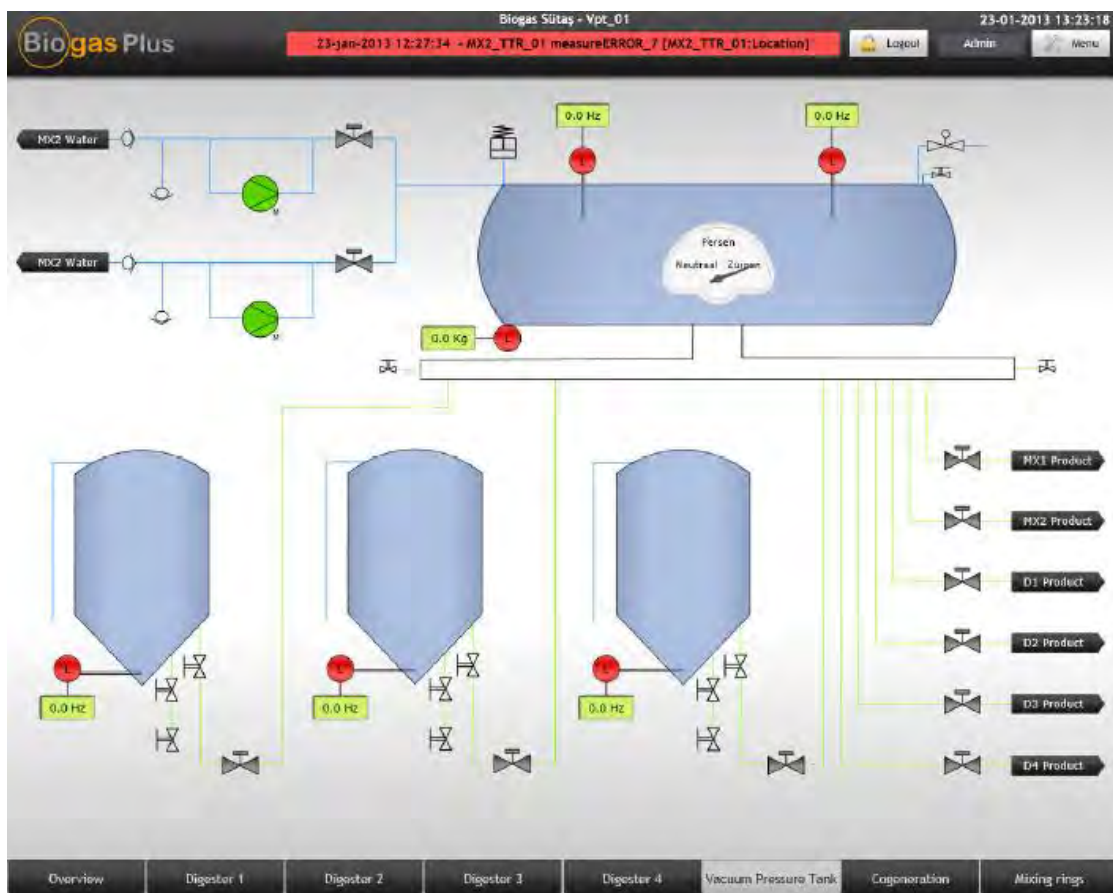 Biogas Plus
Biogas Sütaş - Vpt_01
23-01-2013 13:23:18
23-jan-2013 12:27:34 - MX2_TTR_01 measureERROR_7 [MX2_TTR_01:Location]
Logout
Admin
Menu
0.0 Hz
0.0 Hz
MX2 Water
L
L
M
Persen
Neutraal Zuigen
MX2 Water
M
0.0 Kg
L
MX1 Product
MX2 Product
D1 Product
D2 Product
D3 Product
D4 Product
L
L
L
0.0 Hz
0.0 Hz
0.0 Hz
Overview
Digester 1
Digester 2
Digester 3
Digester 4
Vacuum Pressure Tank
Cogeneration
Mixing rings